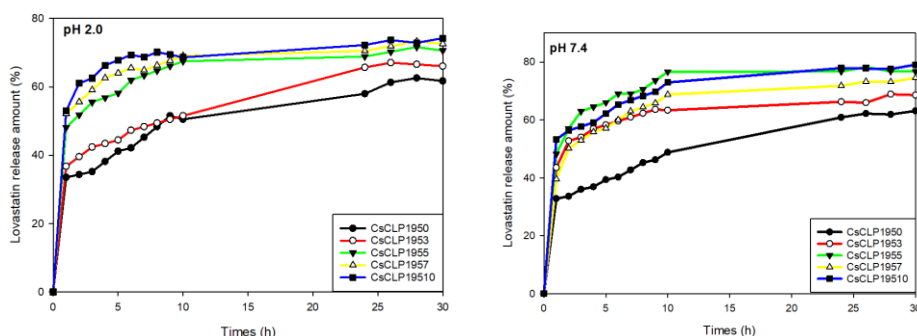 pH 2.0
Lovastatin release amount (%)
80
60
40
20
0
CsCLP1950
CsCLP1953
CsCLP1955
CsCLP1957
CsCLP19510
0 5 10 15 20 25 30
Times (h)
pH 7.4
Lovastatin release amount (%)
80
60
40
20
0
CsCLP1950
CsCLP1953
CsCLP1955
CsCLP1957
CsCLP19510
0 5 10 15 20 25 30
Times (h)